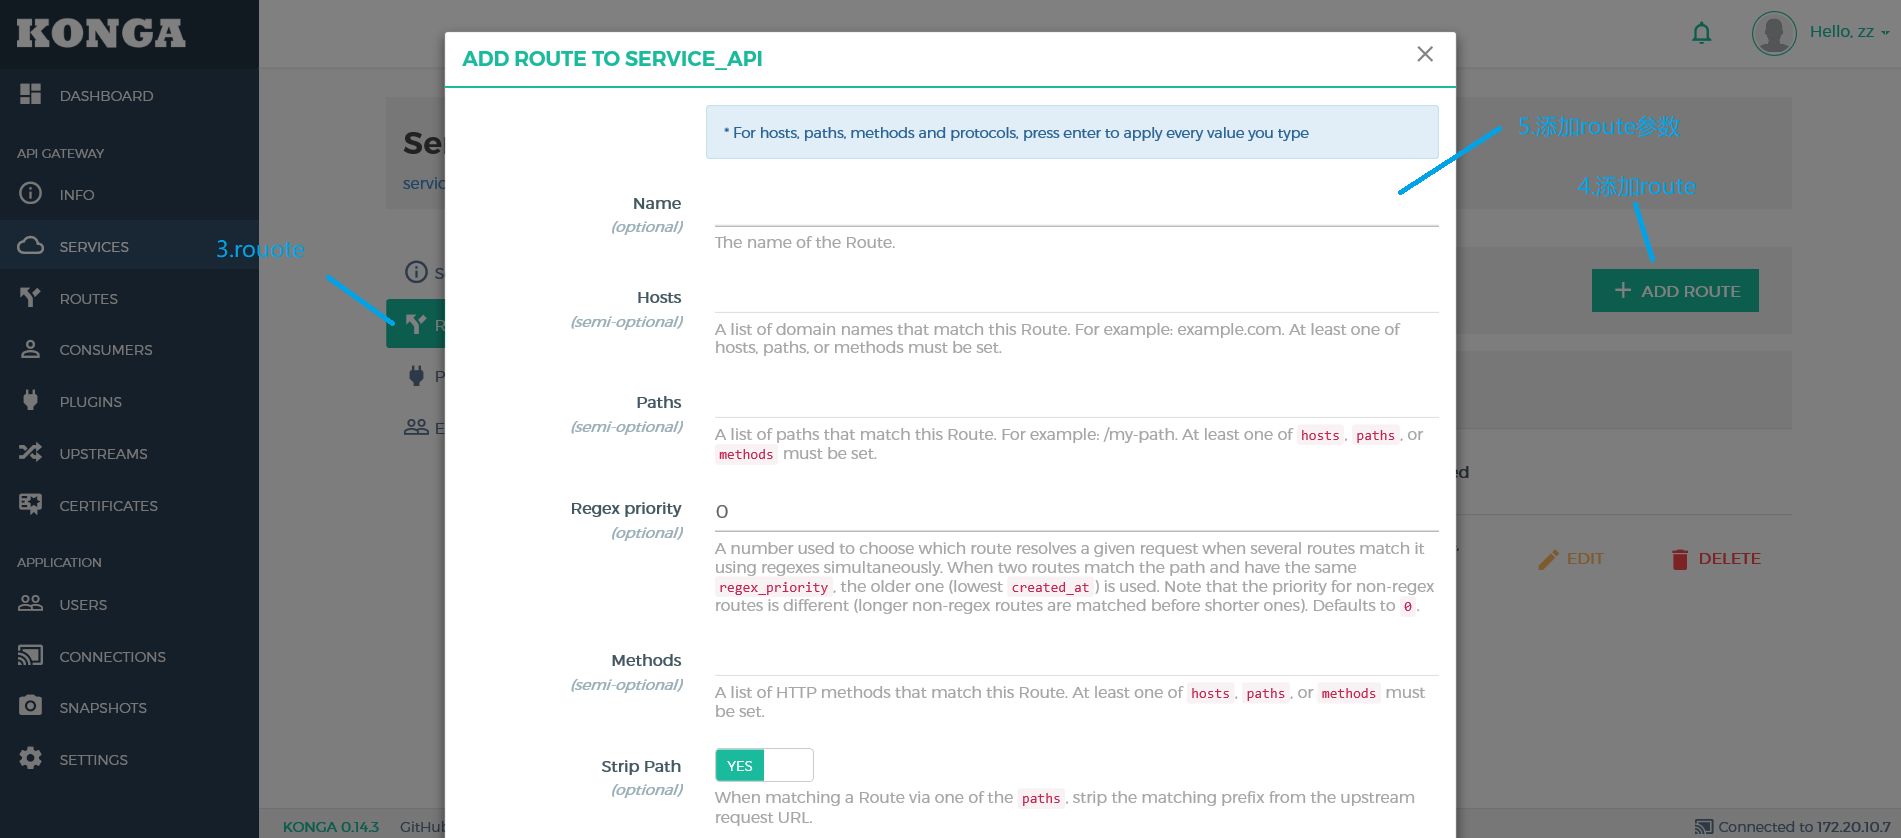 KONGA
DASHBOARD
API GATEWAY
INFO
SERVICES
ROUTES
CONSUMERS
PLUGINS
UPSTREAMS
CERTIFICATES
APPLICATION
USERS
CONNECTIONS
SNAPSHOTS
SETTINGS
Hello, zz
3.rouote
ADD ROUTE TO SERVICE_API
* For hosts, paths, methods and protocols, press enter to apply every value you type
Name
(optional)
The name of the Route.
Hosts
(semi-optional)
A list of domain names that match this Route. For example: example.com. At least one of
hosts, paths, or methods must be set.
Paths
(semi-optional)
A list of paths that match this Route. For example: /my-path. At least one of hosts, paths, or
methods must be set.
Regex priority
(optional)
0
A number used to choose which route resolves a given request when several routes match it
using regexes simultaneously. When two routes match the path and have the same
regex_priority, the older one (lowest created_at) is used. Note that the priority for non-regex
routes is different (longer non-regex routes are matched before shorter ones). Defaults to 0.
Methods
(semi-optional)
A list of HTTP methods that match this Route. At least one of hosts, paths, or methods must
be set.
Strip Path
(optional)
YES
When matching a Route via one of the paths, strip the matching prefix from the upstream
request URL.
5.添加route参数
4.添加route
ADD ROUTE
EDIT
DELETE
KONGA 0.14.3
Connected to 172.20.10.7